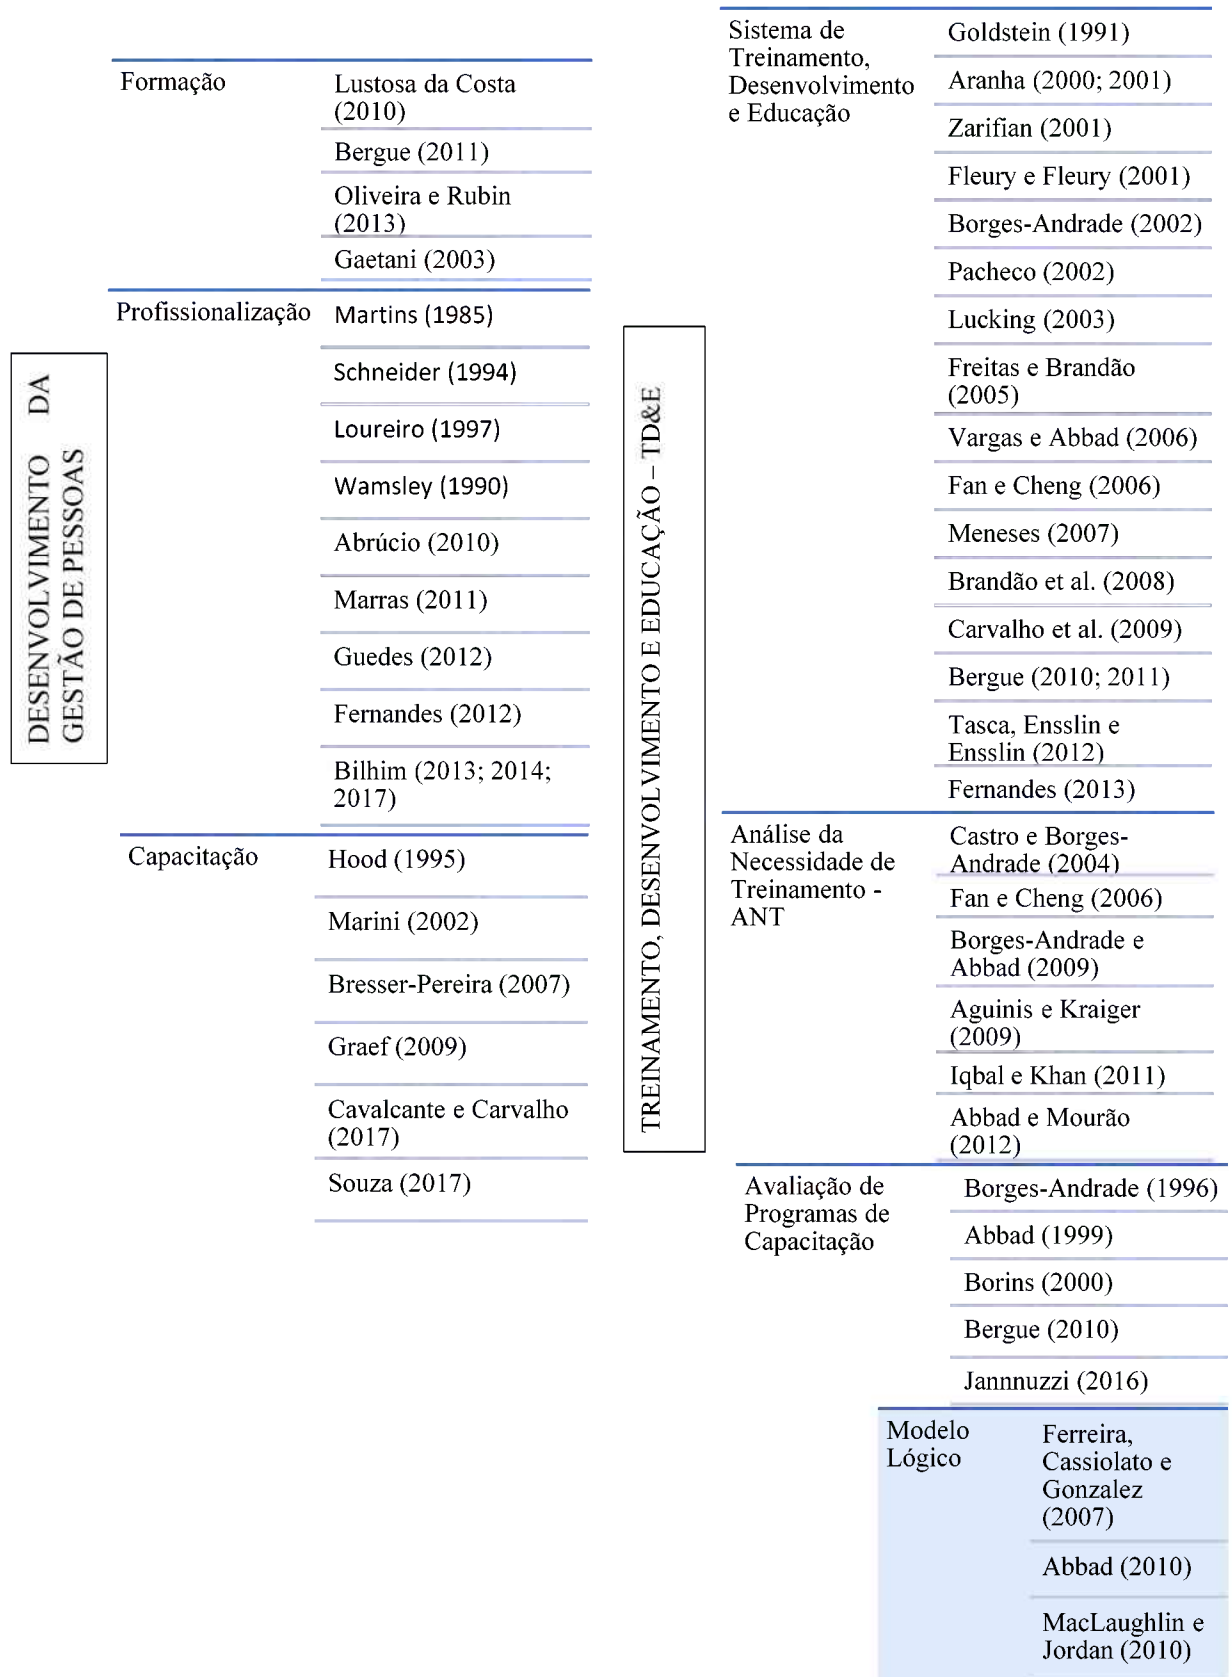 DESENVOLVIMENTO DA
GESTÃO DE PESSOAS
Formação
Lustosa da Costa
(2010)
Bergue (2011)
Oliveira e Rubin
(2013)
Gaetani (2003)
Profissionalização
Martins (1985)
Schneider (1994)
Loureiro (1997)
Wamsley (1990)
Abrúcio (2010)
Marras (2011)
Guedes (2012)
Fernandes (2012)
Bilhim (2013; 2014;
2017)
Capacitação
Hood (1995)
Marini (2002)
Bresser-Pereira (2007)
Graef (2009)
Cavalcante e Carvalho
(2017)
Souza (2017)
TREINAMENTO, DESENVOLVIMENTO E EDUCAÇÃO – TD&E
Sistema de
Treinamento,
Desenvolvimento
e Educação
Goldstein (1991)
Aranha (2000; 2001)
Zarifian (2001)
Fleury e Fleury (2001)
Borges-Andrade (2002)
Pacheco (2002)
Lucking (2003)
Freitas e Brandão
(2005)
Vargas e Abbad (2006)
Fan e Cheng (2006)
Meneses (2007)
Brandão et al. (2008)
Carvalho et al. (2009)
Bergue (2010; 2011)
Tasca, Ensslin e
Ensslin (2012)
Fernandes (2013)
Análise da
Necessidade de
Treinamento -
ANT
Castro e Borges-
Andrade (2004)
Fan e Cheng (2006)
Borges-Andrade e
Abbad (2009)
Aguinis e Kraiger
(2009)
Iqbal e Khan (2011)
Abbad e Mourão
(2012)
Avaliação de
Programas de
Capacitação
Borges-Andrade (1996)
Abbad (1999)
Borins (2000)
Bergue (2010)
Jannnuzzi (2016)
Modelo
Lógico
Ferreira,
Cassiolato e
Gonzalez
(2007)
Abbad (2010)
MacLaughlin e
Jordan (2010)